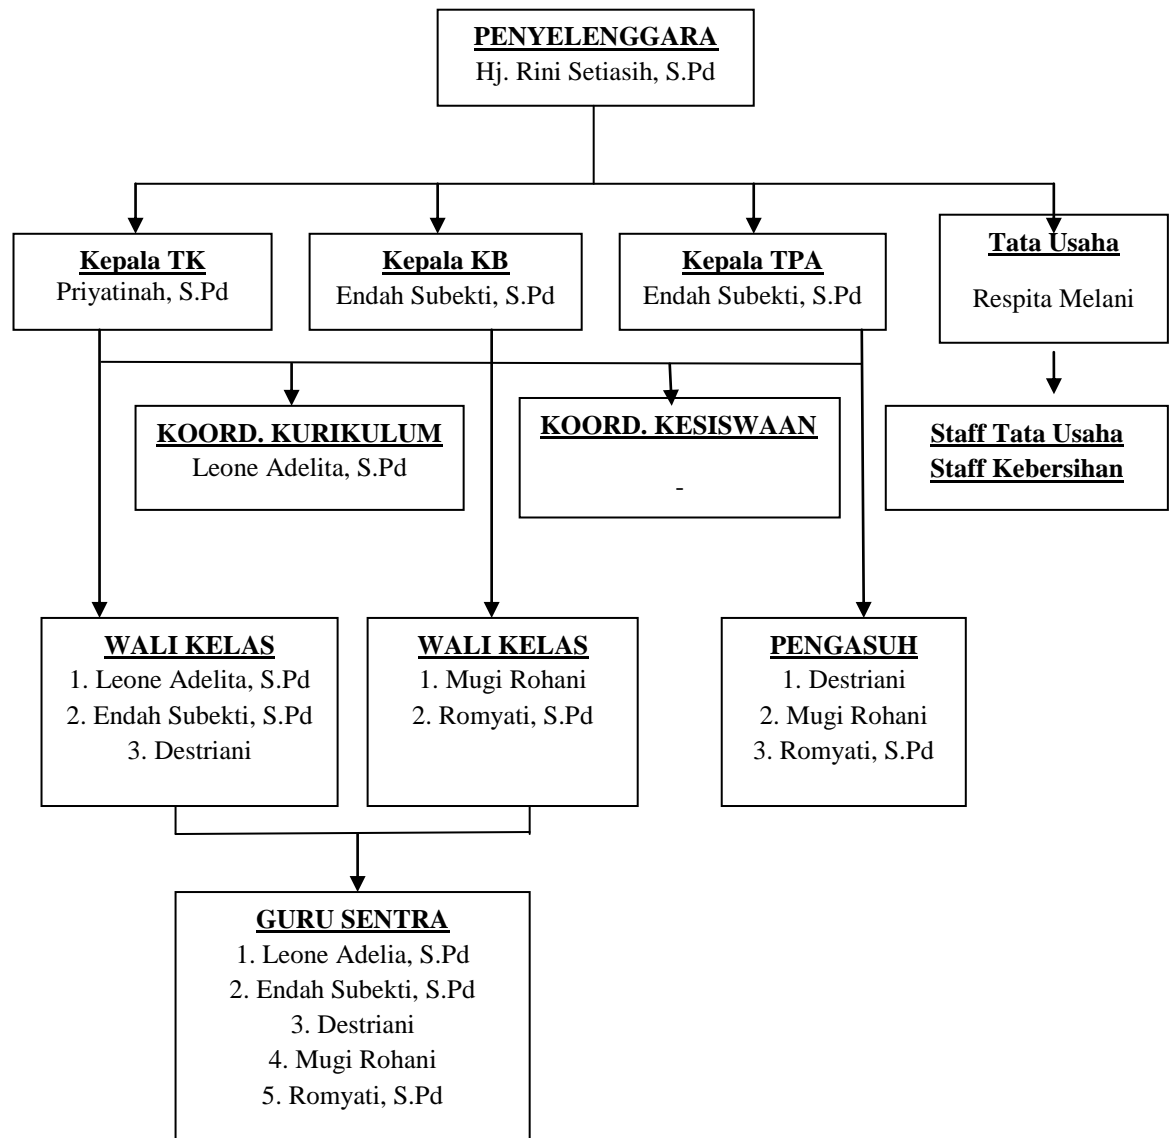 PENYELENGGARA
Hj. Rini Setiasih, S.Pd
Kepala TK
Priyatinah, S.Pd
Kepala KB
Endah Subekti, S.Pd
Kepala TPA
Endah Subekti, S.Pd
Tata Usaha
Respita Melani
KOORD. KURIKULUM
Leone Adelita, S.Pd
KOORD. KESISWAAN
-
Staff Tata Usaha
Staff Kebersihan
WALI KELAS
1. Leone Adelita, S.Pd
2. Endah Subekti, S.Pd
3. Destriani
WALI KELAS
1. Mugi Rohani
2. Romyati, S.Pd
PENGASUH
1. Destriani
2. Mugi Rohani
3. Romyati, S.Pd
GURU SENTRA
1. Leone Adelia, S.Pd
2. Endah Subekti, S.Pd
3. Destriani
4. Mugi Rohani
5. Romyati, S.Pd